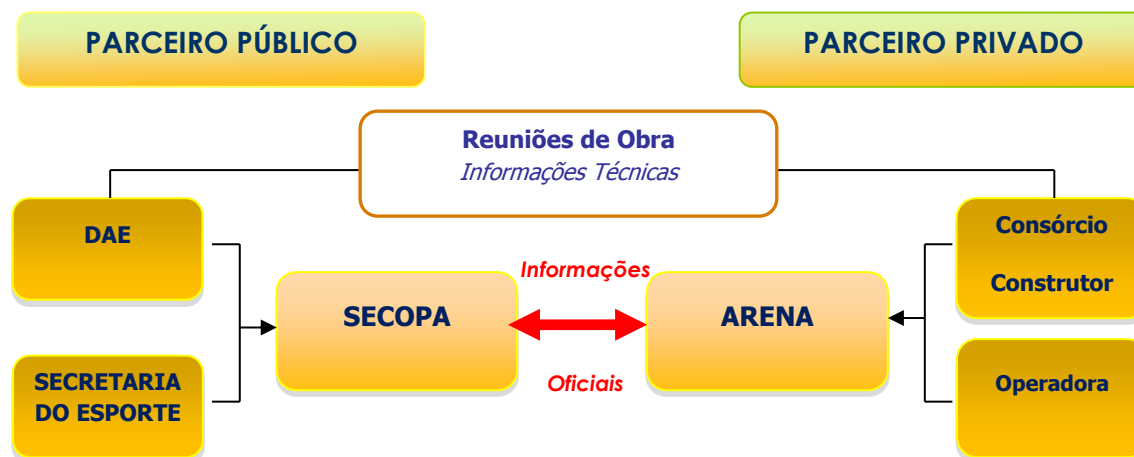 PARCEIRO PÚBLICO
PARCEIRO PRIVADO
Reuniões de Obra
Informações Técnicas
DAE
Consórcio
Construtor
Informações
SECOPA
ARENA
Oficiais
SECRETARIA
DO ESPORTE
Operadora